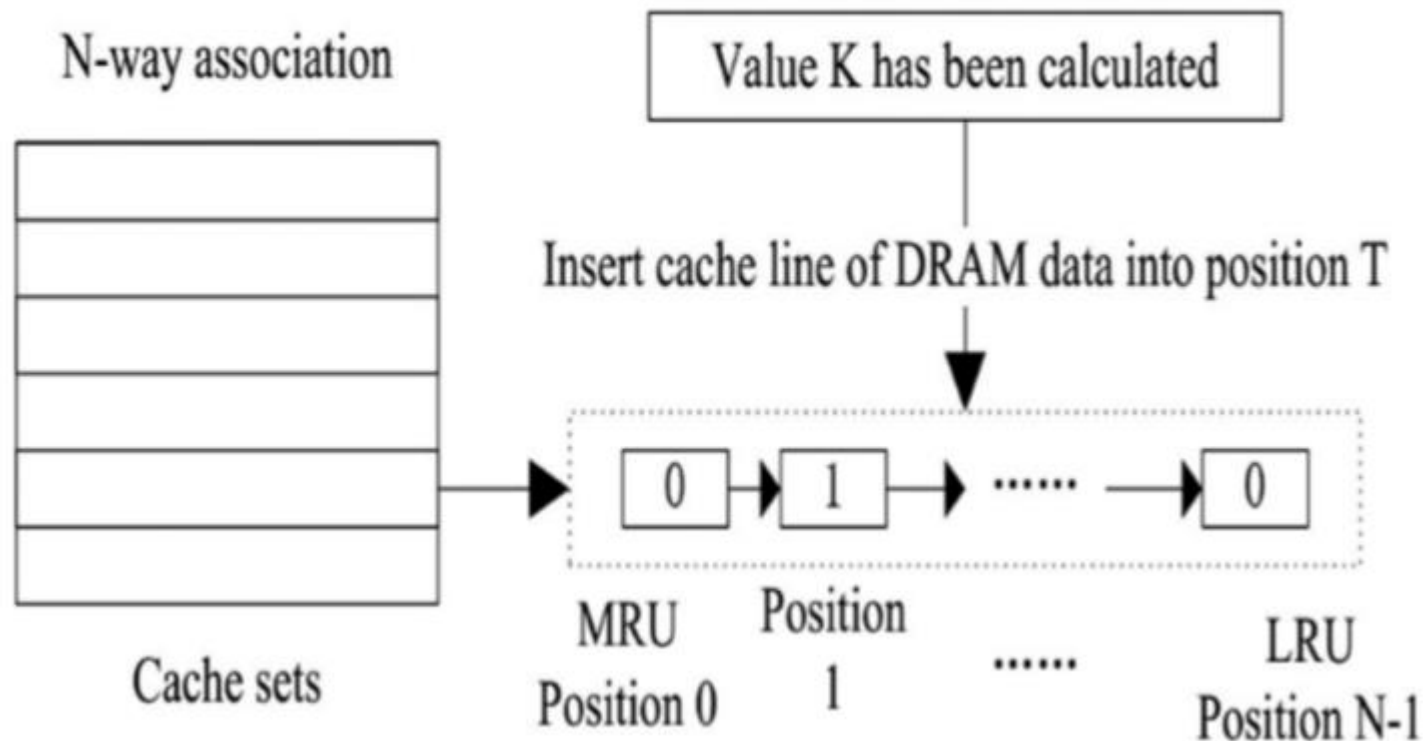 N-way association
Value K has been calculated
Insert cache line of DRAM data into position T
0 1 ...... 0
MRU
Position 0
Position
1
......
LRU
Position N-1
Cache sets